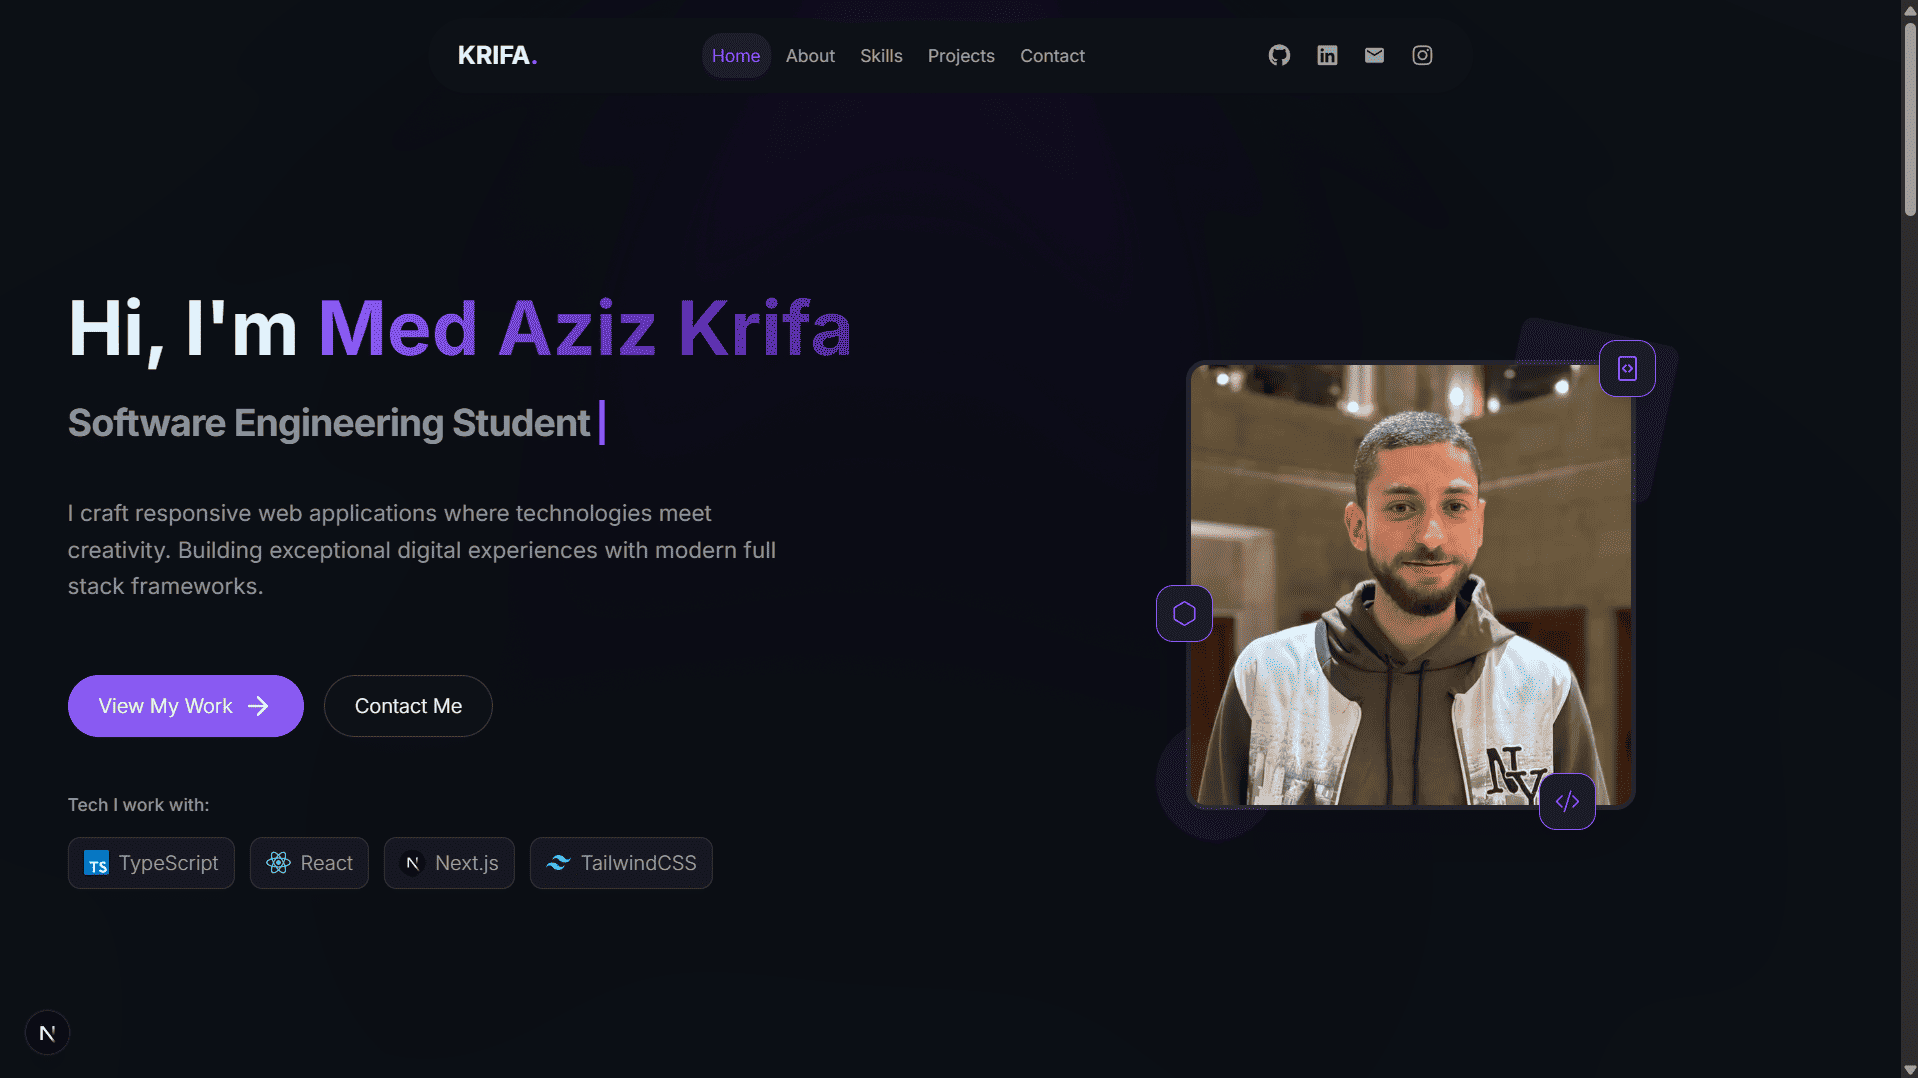 KRIFA.
Home
About
Skills
Projects
Contact
Hi, I'm Med Aziz Krifa
Software Engineering Student
I craft responsive web applications where technologies meet
creativity. Building exceptional digital experiences with modern full
stack frameworks.
View My Work
Contact Me
Tech I work with:
TS TypeScript
React
N Next.js
TailwindCSS
NV